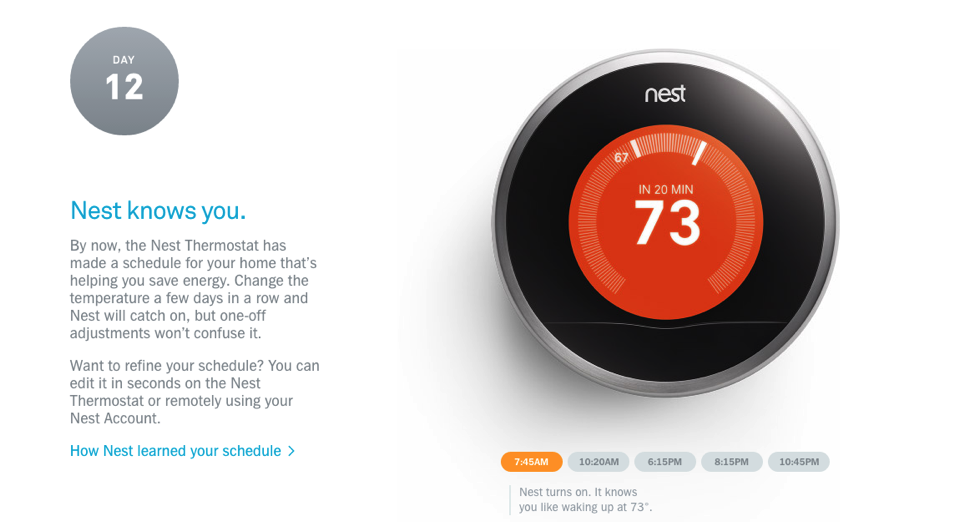 DAY
12
Nest knows you.
By now, the Nest Thermostat has
made a schedule for your home that's
helping you save energy. Change the
temperature a few days in a row and
Nest will catch on, but one-off
adjustments won't confuse it.
Want to refine your schedule? You can
edit it in seconds on the Nest
Thermostat or remotely using your
Nest Account.
How Nest learned your schedule
nest
67
IN 20 MIN
73
7:45AM
10:20AM
6:15PM
8:15PM
10:45PM
Nest turns on. It knows
you like waking up at 73°.